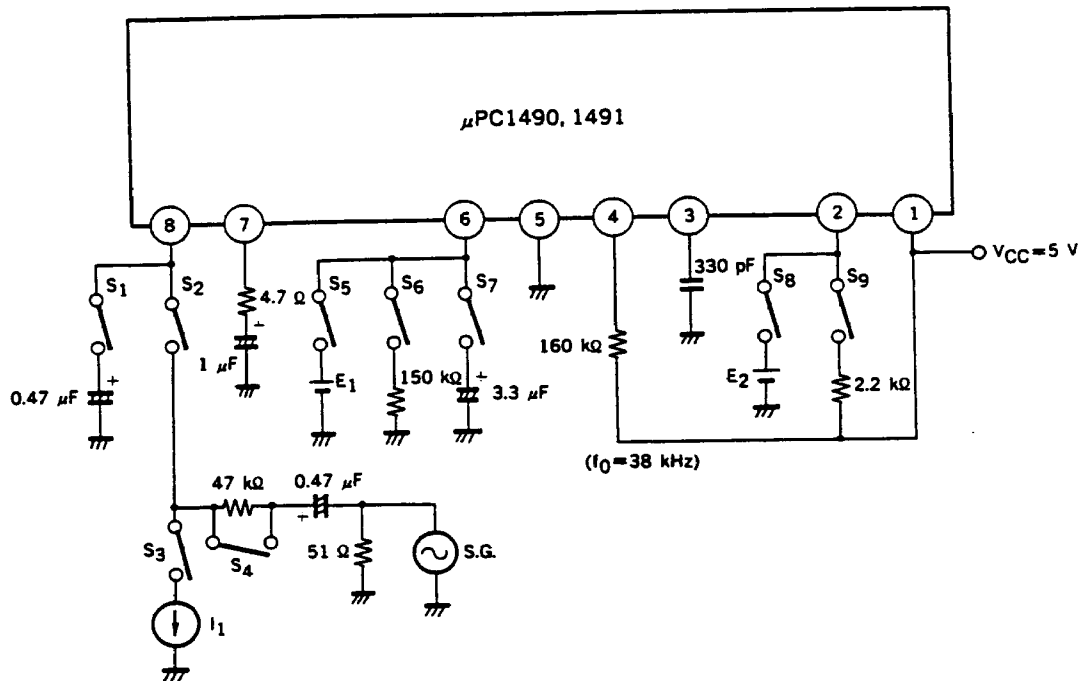 μPC1490, 1491
8
7
6
5
4
3
2
1
VCC=5 V
S1
S2
4.7 Ω
+
1 μF
S5
S6
S7
330 pF
S8
S9
+
0.47 μF
E1
150 kΩ
+
3.3 μF
160 kΩ
E2
2.2 kΩ
(f0=38 kHz)
47 kΩ
0.47 μF
+
S3
S4
51 Ω
S.G.
I1